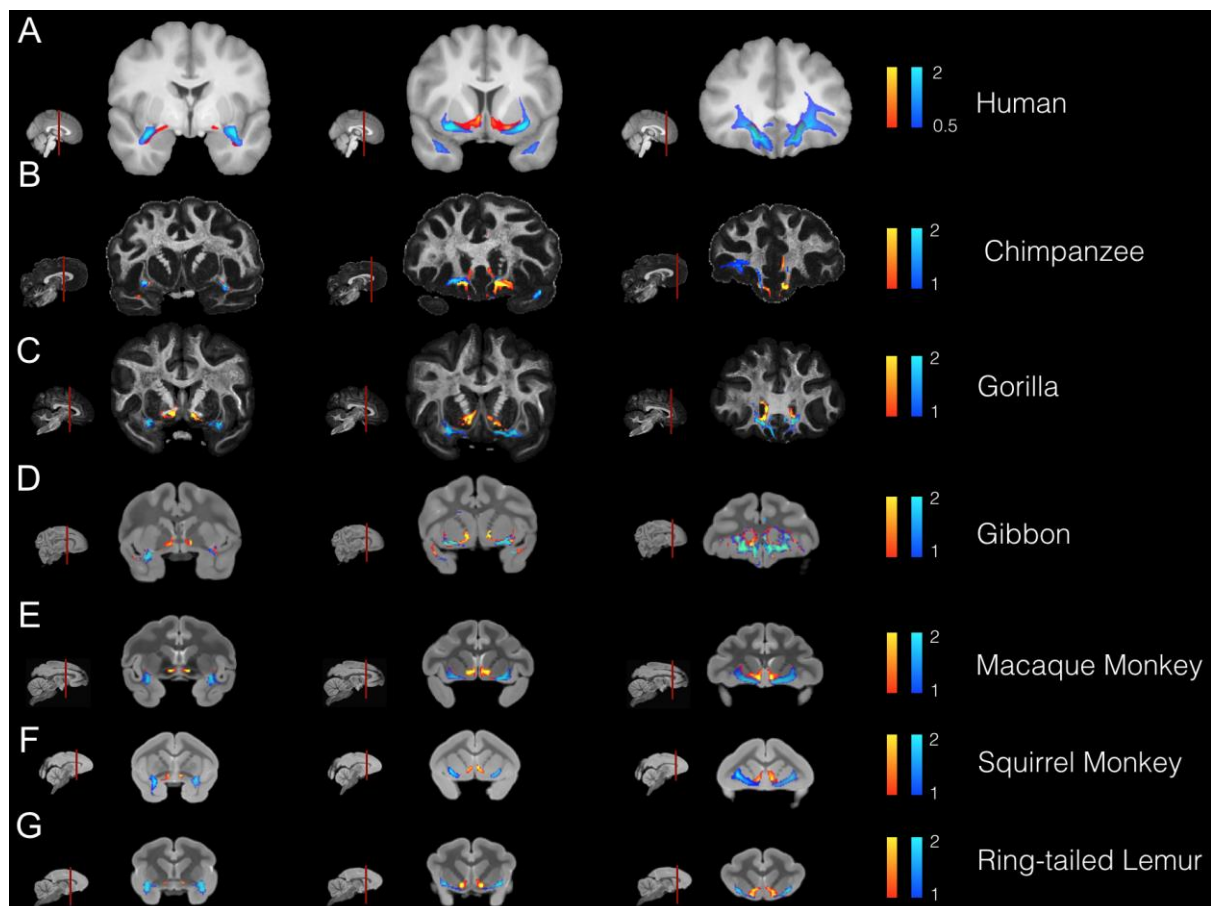 A
2
0.5
Human
B
2
1
Chimpanzee
C
2
1
Gorilla
D
2
1
Gibbon
E
2
1
Macaque Monkey
F
2
1
Squirrel Monkey
G
2
1
Ring-tailed Lemur